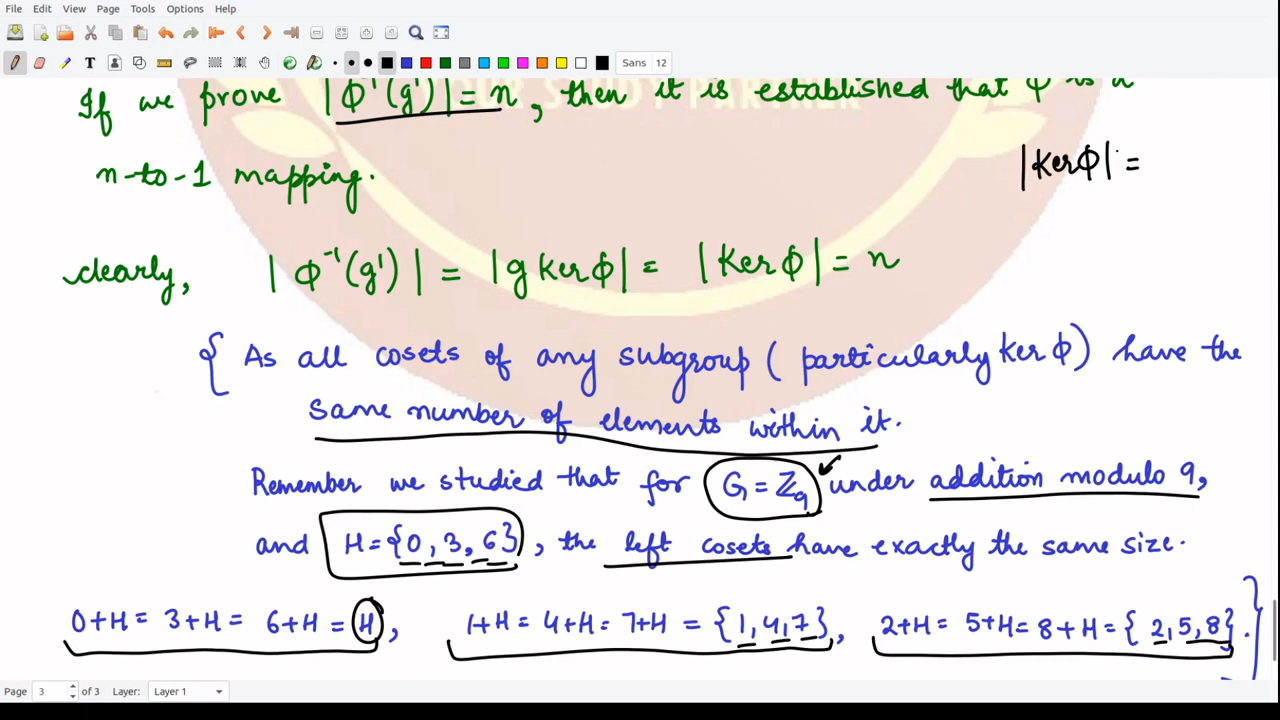 File Edit View Page Tools Options Help
Sans 12
UR STUDY PARTNER
If we prove |Φ⁻¹(g')| = n, then it is established that Φ is a
|kerΦ| =
n-to-1 mapping.
clearly, |Φ⁻¹(g')| = |g KerΦ| = |KerΦ| = n
{ As all cosets of any subgroup (particularly KerΦ) have the
same number of elements within it.
Remember we studied that for G = ℤ₉ under addition modulo 9,
and H = {0, 3, 6}, the left cosets have exactly the same size.
0+H = 3+H = 6+H = H, 1+H = 4+H = 7+H = {1,4,7}, 2+H = 5+H = 8+H = {2,5,8}. }
Page 3 of 3 Layer: Layer 1